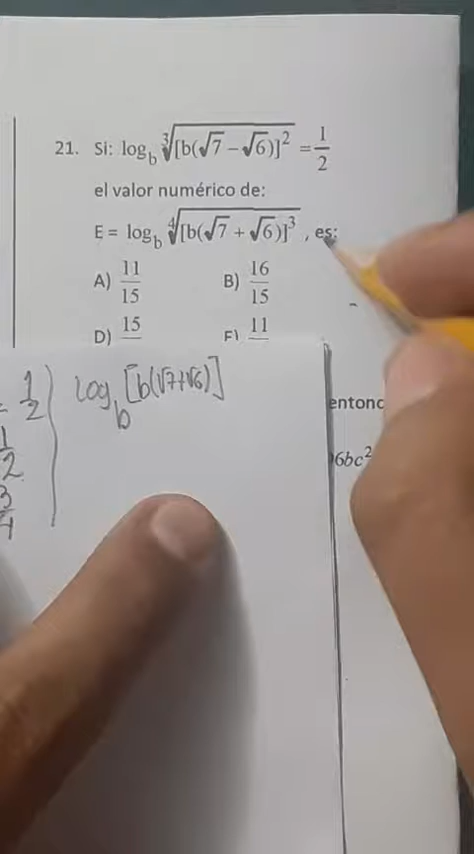 21. Si: log_b ∛[b(√7 − √6)]² = 1/2
el valor numérico de:
E = log_b ∜[b(√7 + √6)]³ , es:
A) 11/15 B) 16/15
D) 15 F) 11
= 1/2 log_b [b(√7+√6)]
1/2
3/4
entonc
6bc²